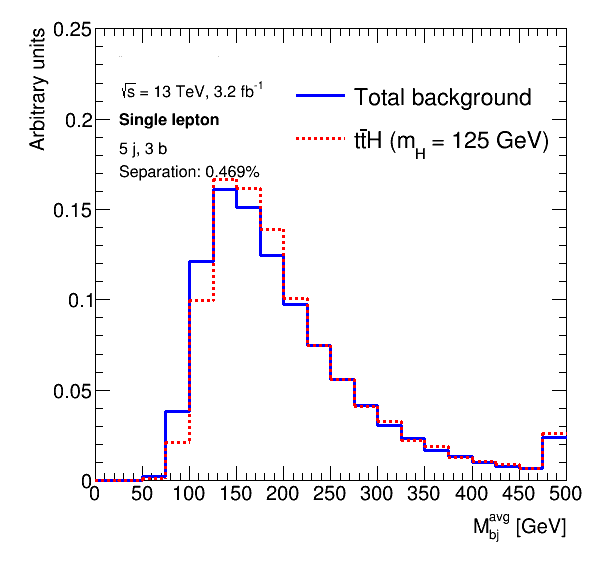 Arbitrary units
0.25
0.2
0.15
0.1
0.05
0
√s = 13 TeV, 3.2 fb⁻¹
Single lepton
5 j, 3 b
Separation: 0.469%
Total background
tt̄H (m_H = 125 GeV)
0 50 100 150 200 250 300 350 400 450 500
M_bj^avg [GeV]